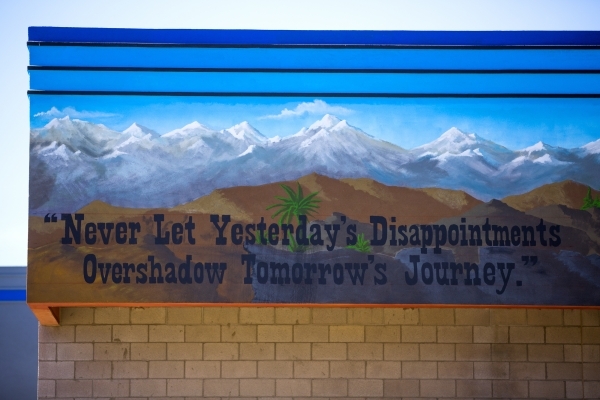 “Never Let Yesterday's Disappointments
Overshadow Tomorrow's Journey.”